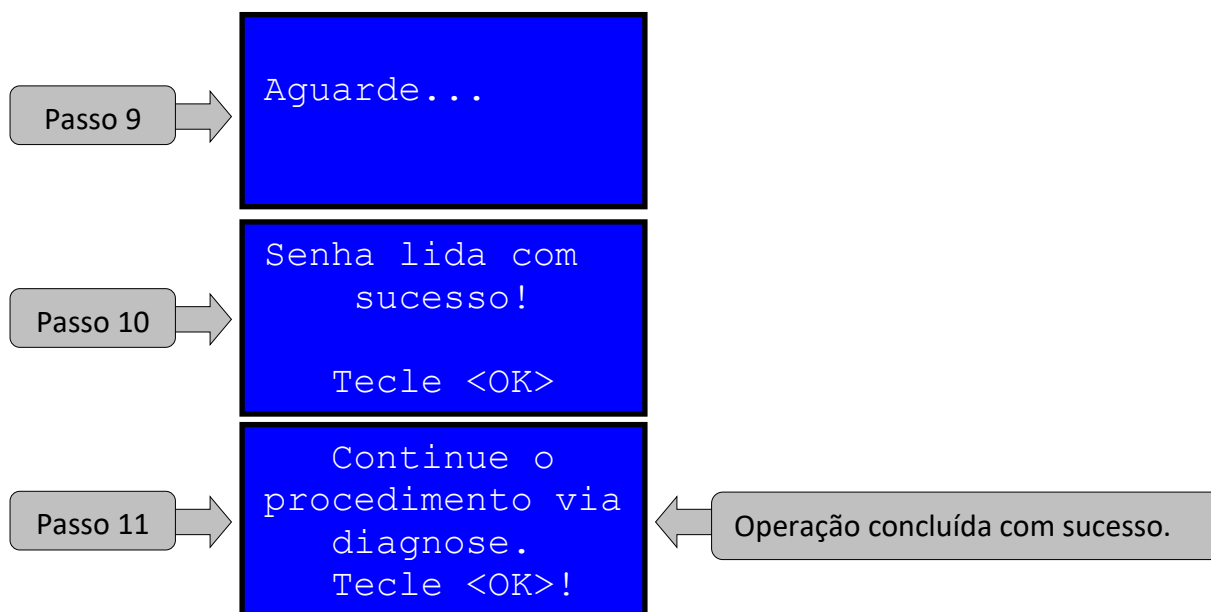 Passo 9
Aguarde...
Passo 10
Senha lida com
sucesso!
Tecle <OK>
Passo 11
Continue o
procedimento via
diagnose.
Tecle <OK>!
Operação concluída com sucesso.